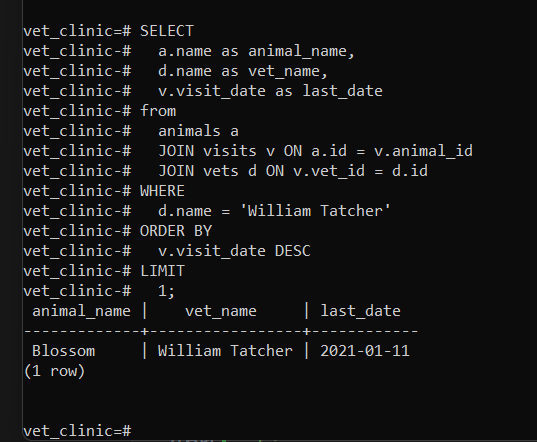 vet_clinic=# SELECT
vet_clinic-#   a.name as animal_name,
vet_clinic-#   d.name as vet_name,
vet_clinic-#   v.visit_date as last_date
vet_clinic-# from
vet_clinic-#   animals a
vet_clinic-#   JOIN visits v ON a.id = v.animal_id
vet_clinic-#   JOIN vets d ON v.vet_id = d.id
vet_clinic-# WHERE
vet_clinic-#   d.name = 'William Tatcher'
vet_clinic-# ORDER BY
vet_clinic-#   v.visit_date DESC
vet_clinic-# LIMIT
vet_clinic-#   1;
 animal_name |    vet_name     | last_date
-------------+-----------------+------------
 Blossom     | William Tatcher | 2021-01-11
(1 row)
vet_clinic=#